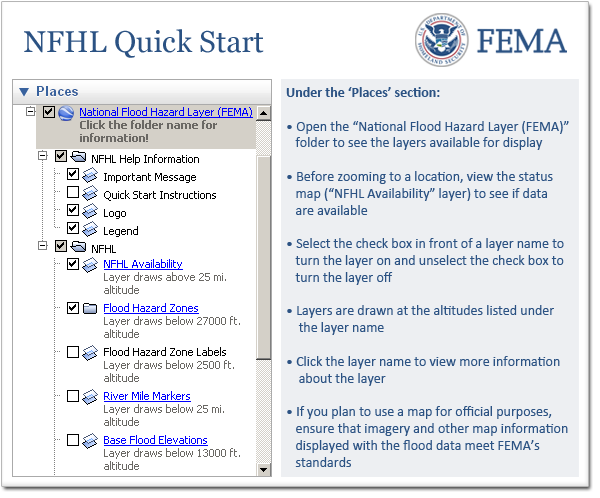 NFHL Quick Start
U.S. DEPARTMENT OF
HOMELAND SECURITY
FEMA
Places
National Flood Hazard Layer (FEMA)
Click the folder name for
information!
NFHL Help Information
Important Message
Quick Start Instructions
Logo
Legend
NFHL
NFHL Availability
Layer draws above 25 mi.
altitude
Flood Hazard Zones
Layer draws below 27000 ft.
altitude
Flood Hazard Zone Labels
Layer draws below 2500 ft.
altitude
River Mile Markers
Layer draws below 25 mi.
altitude
Base Flood Elevations
Layer draws below 13000 ft.
altitude
Under the ‘Places’ section:
• Open the “National Flood Hazard Layer (FEMA)”
folder to see the layers available for display
• Before zooming to a location, view the status
map (“NFHL Availability” layer) to see if data
are available
• Select the check box in front of a layer name to
turn the layer on and unselect the check box to
turn the layer off
• Layers are drawn at the altitudes listed under
the layer name
• Click the layer name to view more information
about the layer
• If you plan to use a map for official purposes,
ensure that imagery and other map information
displayed with the flood data meet FEMA’s
standards